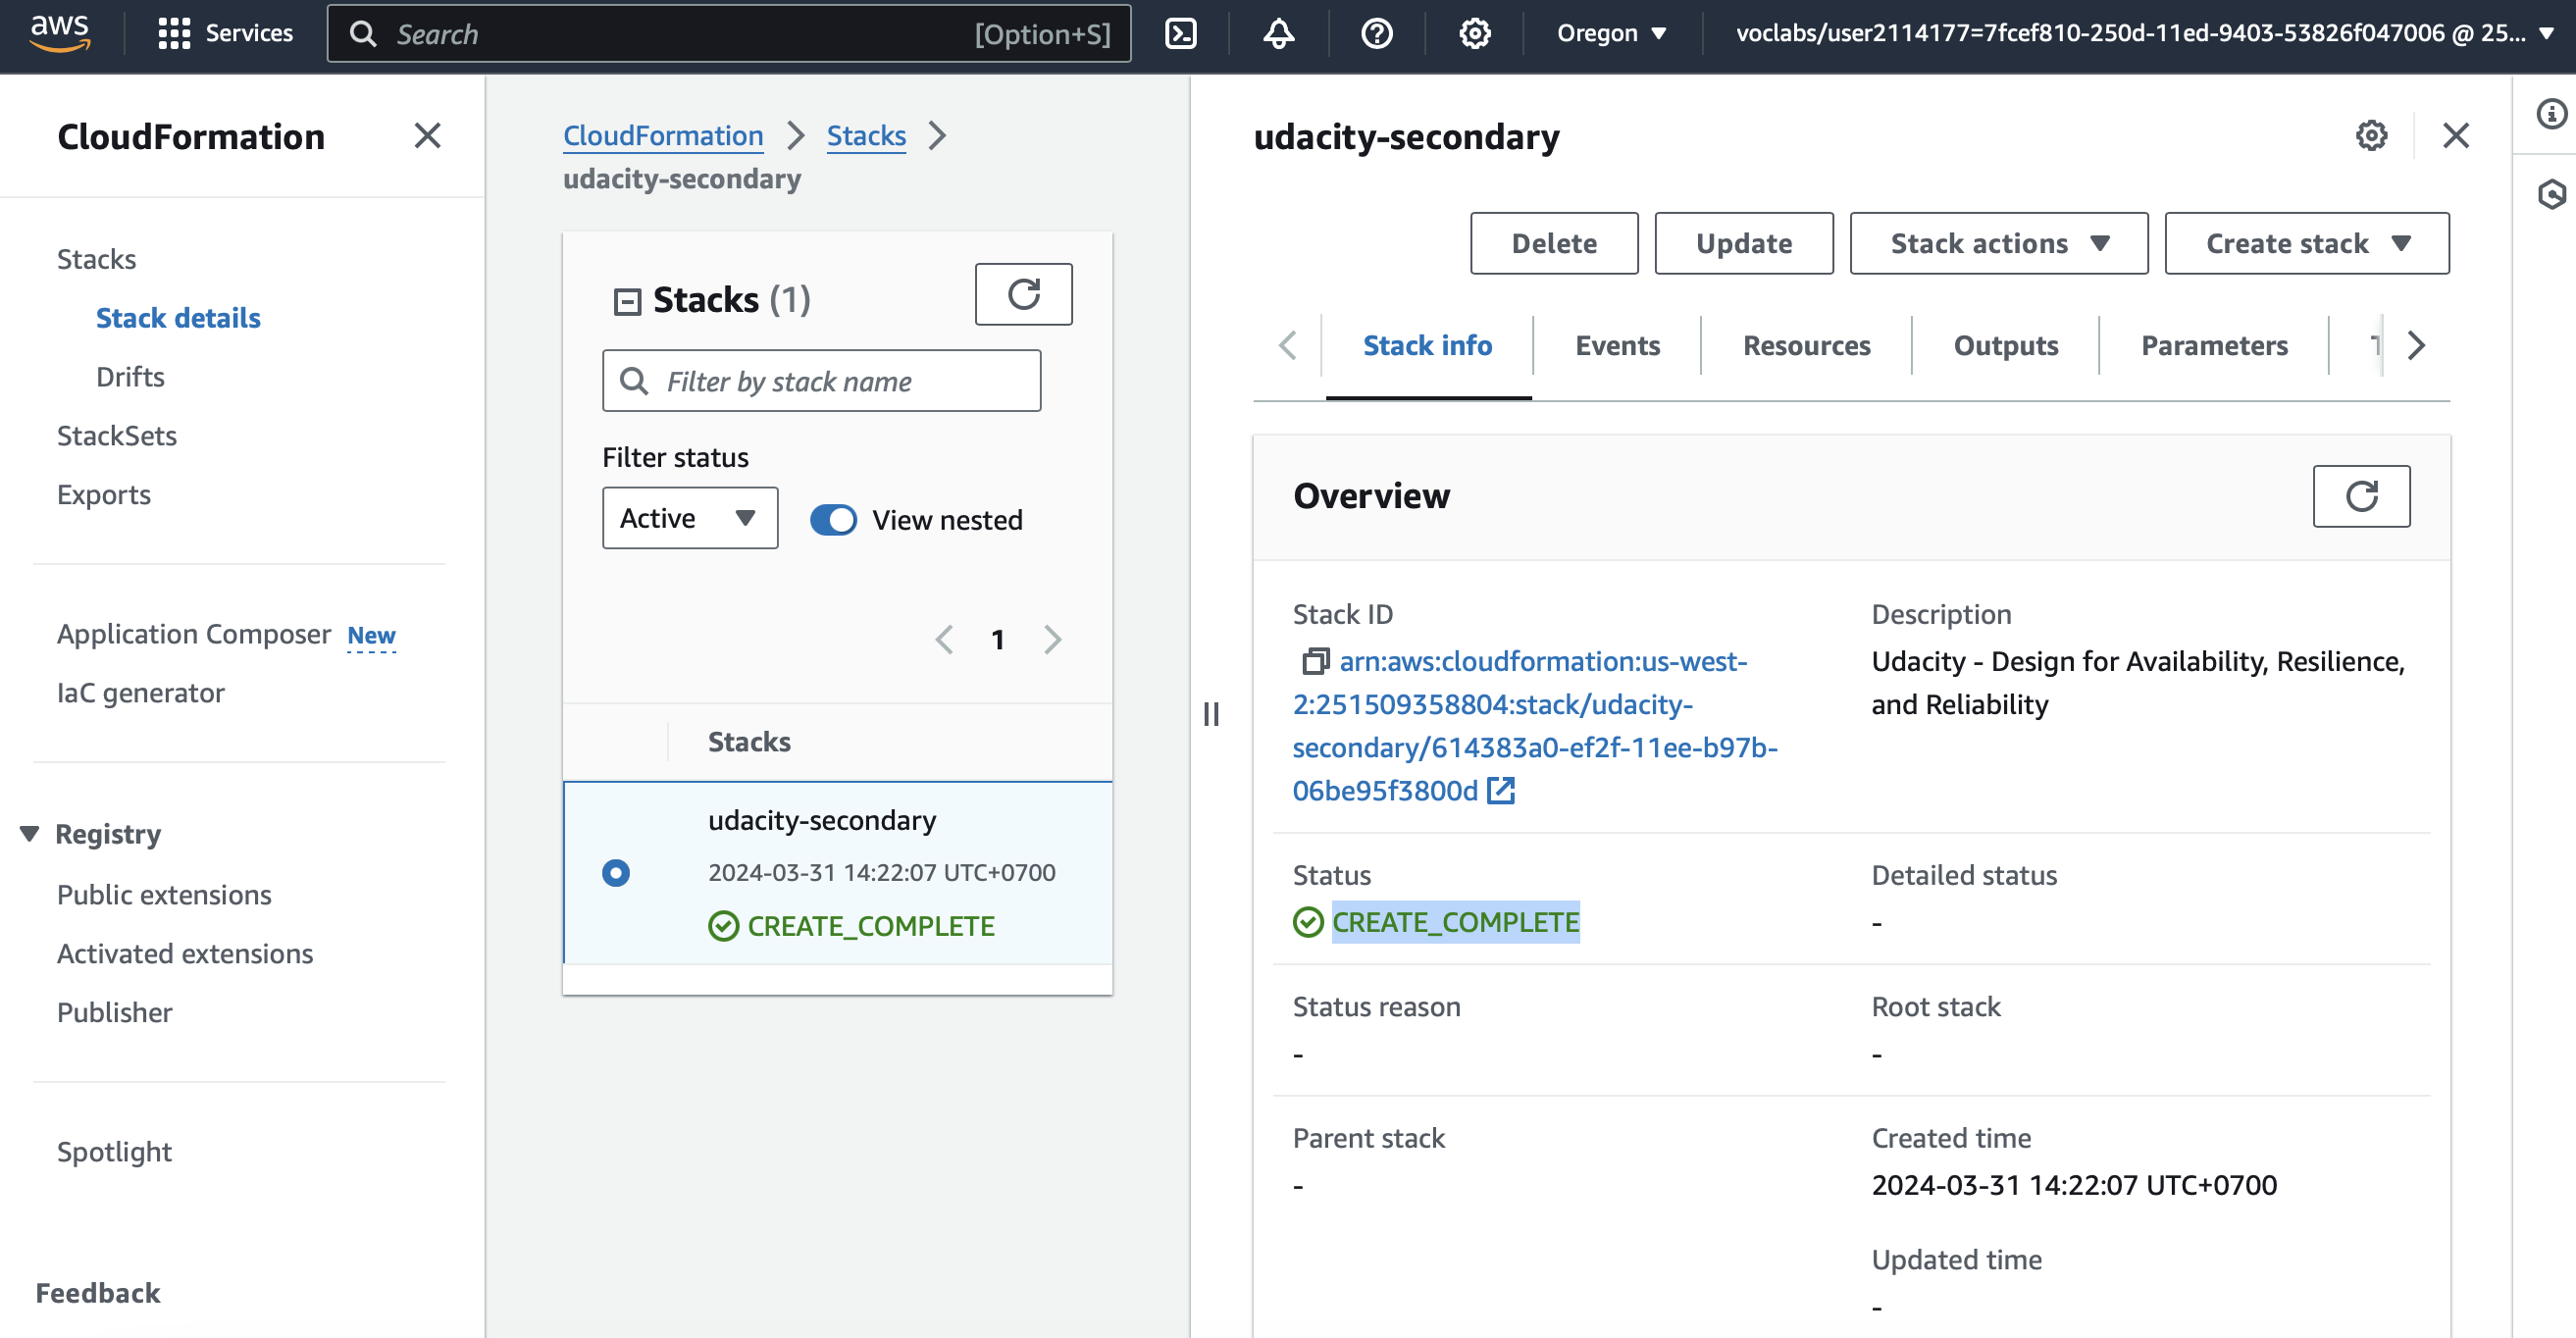 aws
Services
Search
[Option+S]
Oregon
voclabs/user2114177=7fcef810-250d-11ed-9403-53826f047006 @ 25...
CloudFormation
Stacks
Stack details
Drifts
StackSets
Exports
Application Composer New
IaC generator
Registry
Public extensions
Activated extensions
Publisher
Spotlight
Feedback
CloudFormation
Stacks
udacity-secondary
Stacks (1)
Filter by stack name
Filter status
Active
View nested
1
Stacks
udacity-secondary
2024-03-31 14:22:07 UTC+0700
CREATE_COMPLETE
udacity-secondary
Delete
Update
Stack actions
Create stack
Stack info
Events
Resources
Outputs
Parameters
Overview
Stack ID
arn:aws:cloudformation:us-west-
2:251509358804:stack/udacity-
secondary/614383a0-ef2f-11ee-b97b-
06be95f3800d
Description
Udacity - Design for Availability, Resilience,
and Reliability
Status
CREATE_COMPLETE
Detailed status
-
Status reason
-
Root stack
-
Parent stack
-
Created time
2024-03-31 14:22:07 UTC+0700
Updated time
-